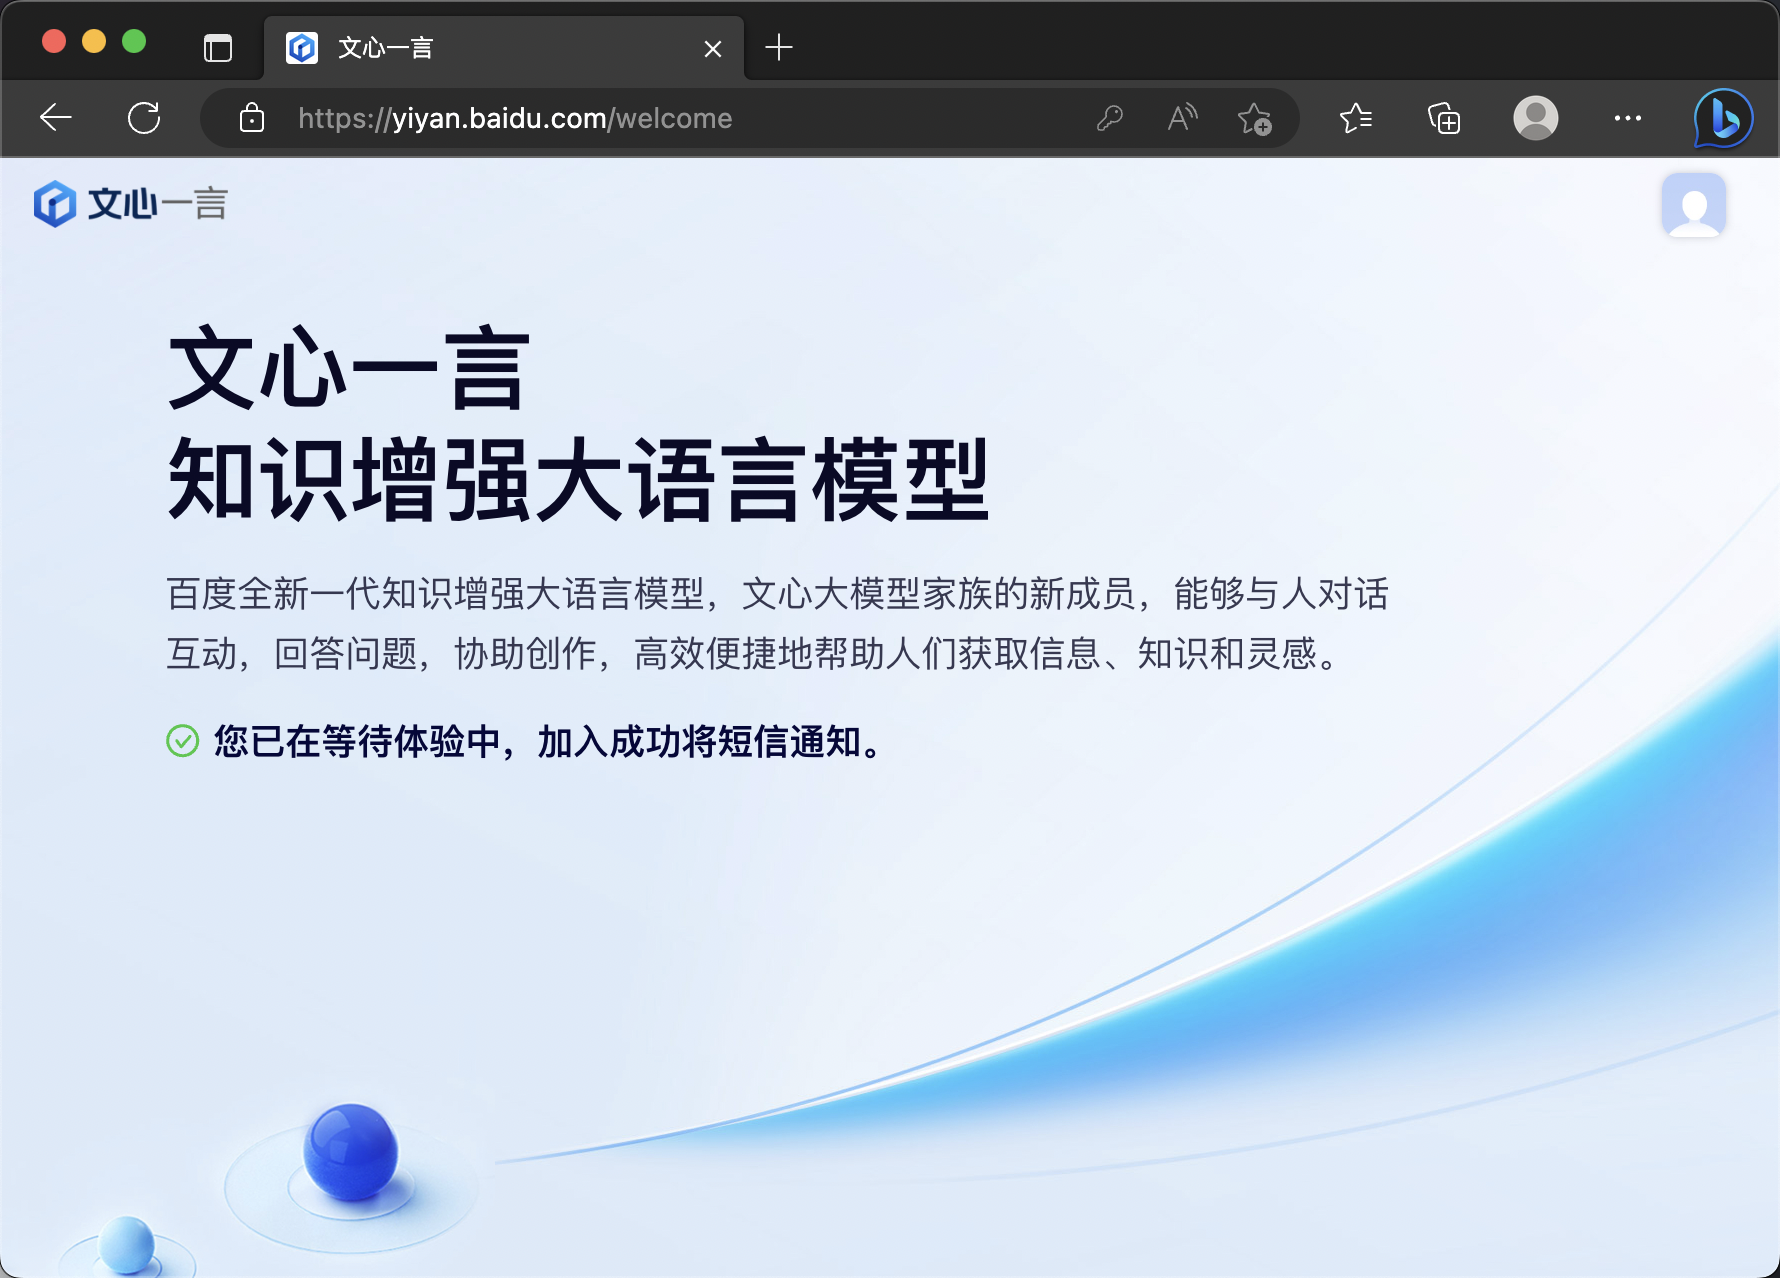 文心一言
https://yiyan.baidu.com/welcome
文心一言
文心一言
知识增强大语言模型
百度全新一代知识增强大语言模型，文心大模型家族的新成员，能够与人对话
互动，回答问题，协助创作，高效便捷地帮助人们获取信息、知识和灵感。
您已在等待体验中，加入成功将短信通知。